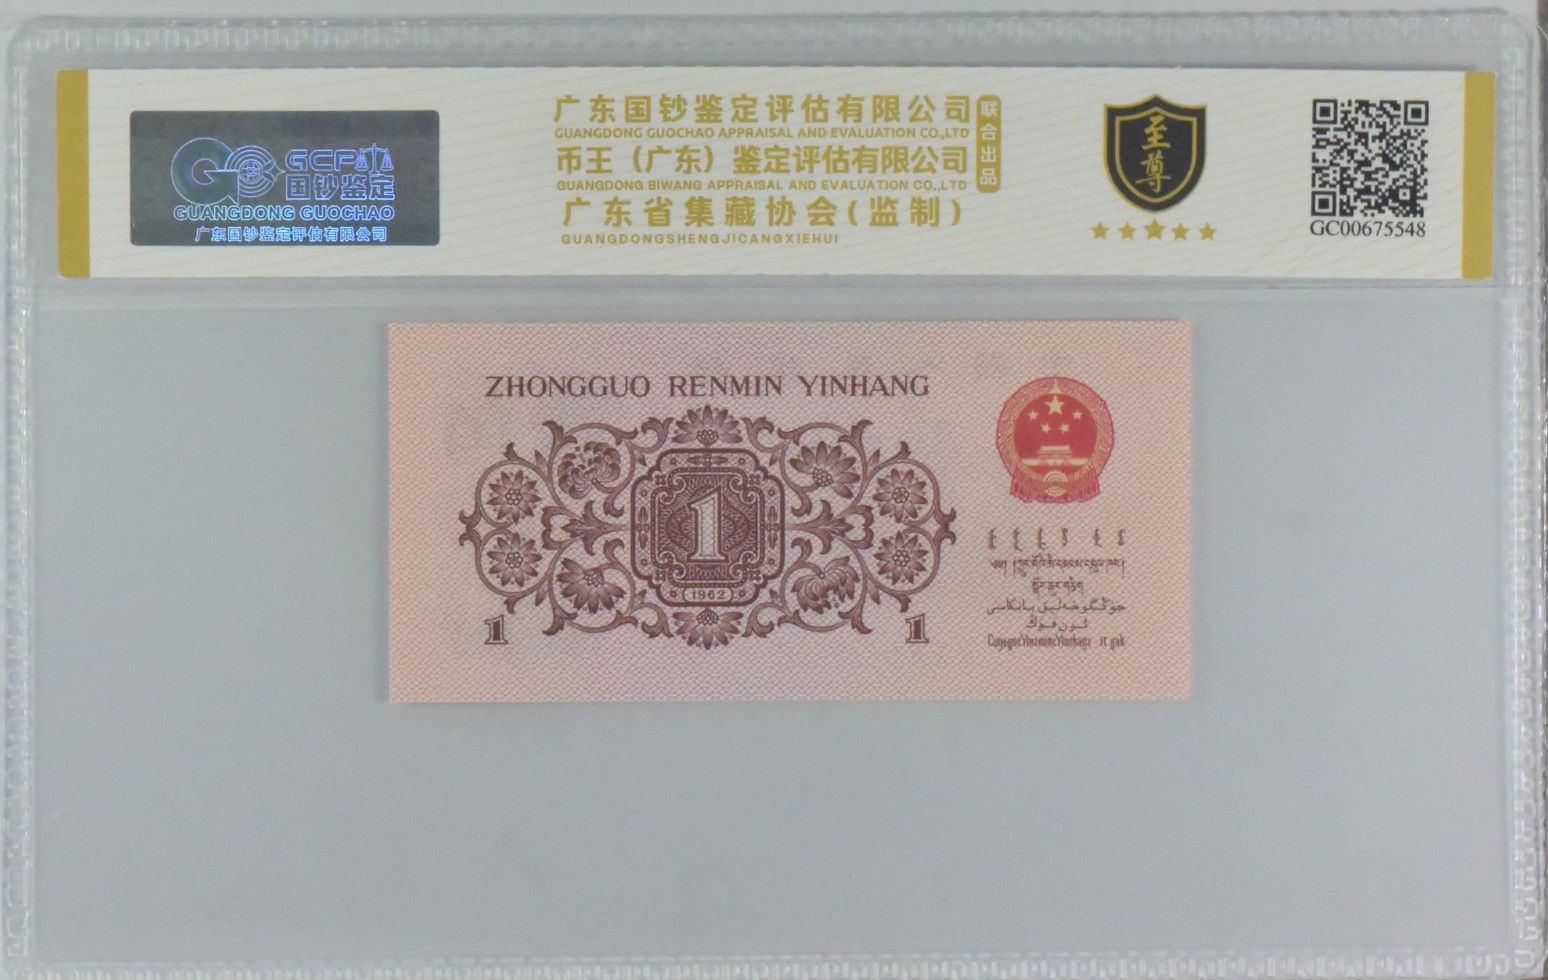 GCP
国钞鉴定
GUANGDONG GUOCHAO
广东国钞鉴定评估有限公司
广东国钞鉴定评估有限公司
GUANGDONG GUOCHAO APPRAISAL AND EVALUATION CO.,LTD
币王（广东）鉴定评估有限公司
GUANGDONG BIWANG APPRAISAL AND EVALUATION CO.,LTD
广东省集藏协会(监制)
GUANGDONGSHENGJICANGXIEHUI
联合出品
至尊
GC00675548
ZHONGGUO RENMIN YINHANG
1
(1962)
1
1